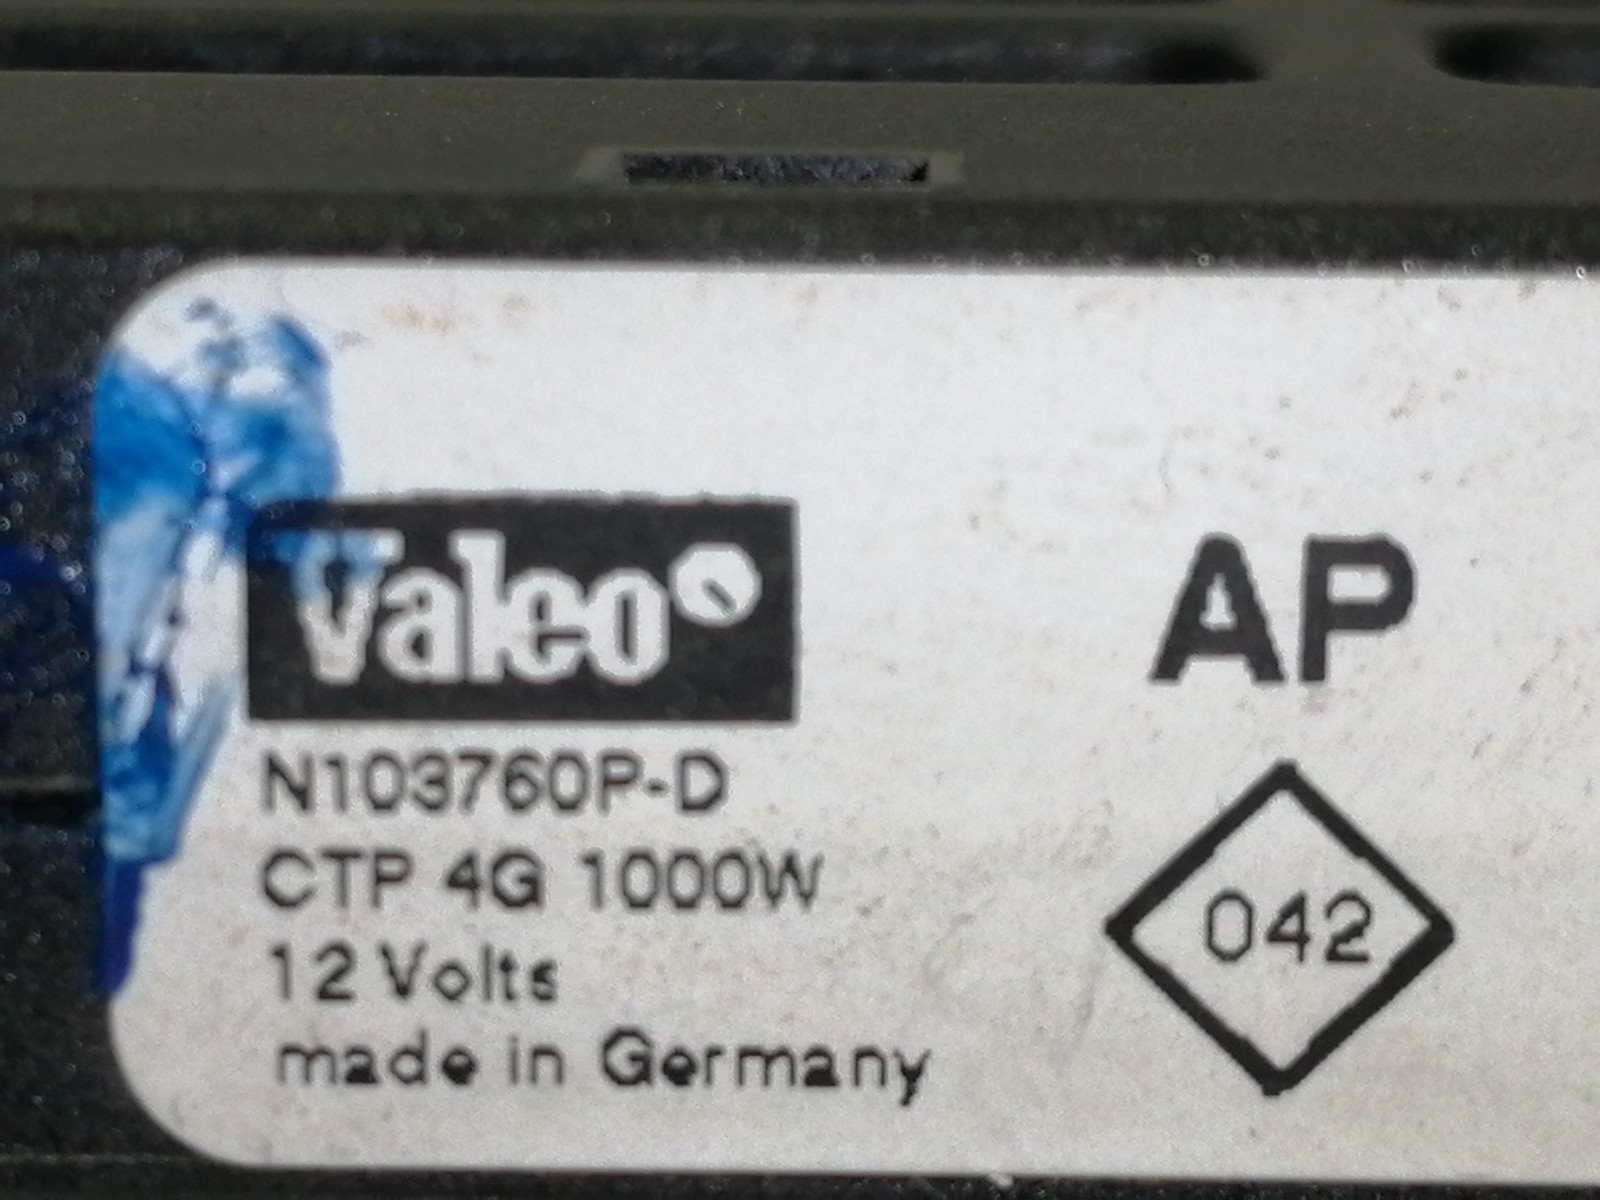 Valeo
AP
N103760P-D
CTP 4G 1000W
12 Volts
made in Germany
042